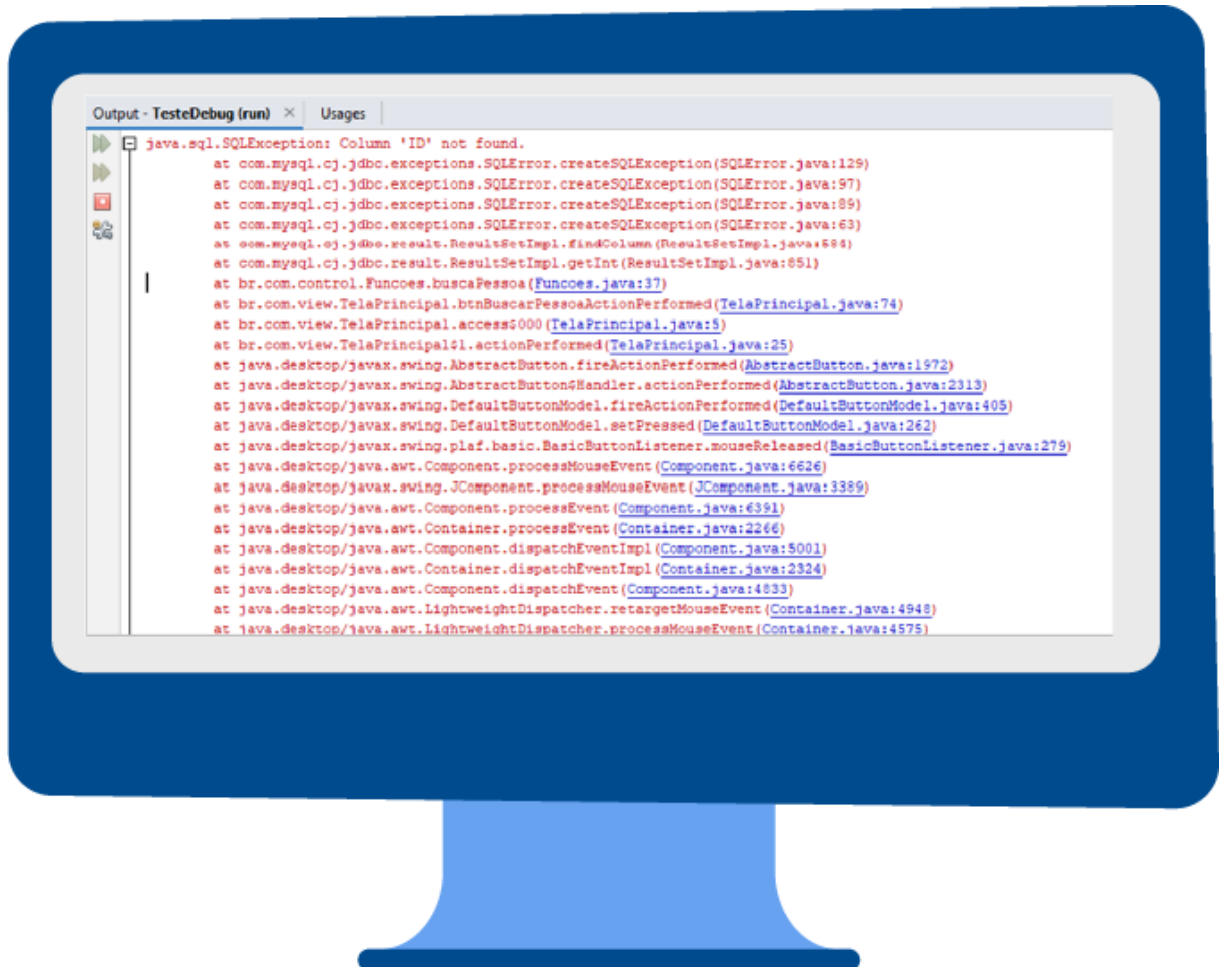 Output - TesteDebug (run) × Usages
java.sql.SQLException: Column 'ID' not found.
at com.mysql.cj.jdbc.exceptions.SQLError.createSQLException(SQLError.java:129)
at com.mysql.cj.jdbc.exceptions.SQLError.createSQLException(SQLError.java:97)
at com.mysql.cj.jdbc.exceptions.SQLError.createSQLException(SQLError.java:89)
at com.mysql.cj.jdbc.exceptions.SQLError.createSQLException(SQLError.java:63)
at com.mysql.cj.jdbc.result.ResultSetImpl.findColumn(ResultSetImpl.java:584)
at com.mysql.cj.jdbc.result.ResultSetImpl.getInt(ResultSetImpl.java:851)
at br.com.control.Funcoes.buscaPessoa(Funcoes.java:37)
at br.com.view.TelaPrincipal.btnBuscarPessoaActionPerformed(TelaPrincipal.java:74)
at br.com.view.TelaPrincipal.access$000(TelaPrincipal.java:5)
at br.com.view.TelaPrincipal$1.actionPerformed(TelaPrincipal.java:25)
at java.desktop/javax.swing.AbstractButton.fireActionPerformed(AbstractButton.java:1972)
at java.desktop/javax.swing.AbstractButton$Handler.actionPerformed(AbstractButton.java:2313)
at java.desktop/javax.swing.DefaultButtonModel.fireActionPerformed(DefaultButtonModel.java:405)
at java.desktop/javax.swing.DefaultButtonModel.setPressed(DefaultButtonModel.java:262)
at java.desktop/javax.swing.plaf.basic.BasicButtonListener.mouseReleased(BasicButtonListener.java:279)
at java.desktop/java.awt.Component.processMouseEvent(Component.java:6626)
at java.desktop/javax.swing.JComponent.processMouseEvent(JComponent.java:3389)
at java.desktop/java.awt.Component.processEvent(Component.java:6391)
at java.desktop/java.awt.Container.processEvent(Container.java:2266)
at java.desktop/java.awt.Component.dispatchEventImpl(Component.java:5001)
at java.desktop/java.awt.Container.dispatchEventImpl(Container.java:2324)
at java.desktop/java.awt.Component.dispatchEvent(Component.java:4833)
at java.desktop/java.awt.LightweightDispatcher.retargetMouseEvent(Container.java:4948)
at java.desktop/java.awt.LightweightDispatcher.processMouseEvent(Container.java:4575)